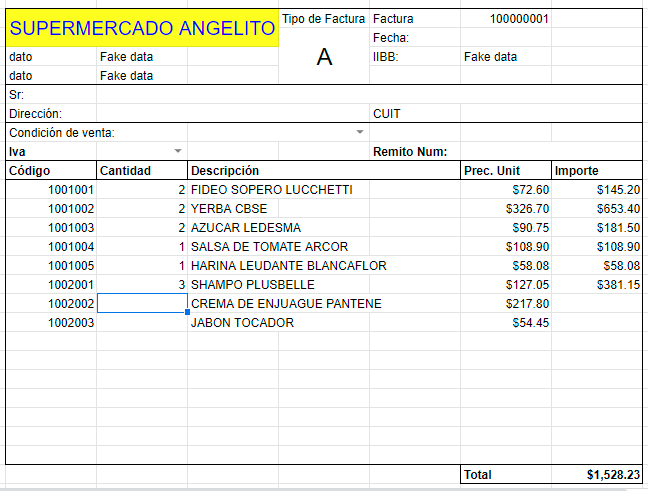 SUPERMERCADO ANGELITO Tipo de Factura Factura 100000001
A Fecha:
dato Fake data IIBB: Fake data
dato Fake data
Sr:
Dirección: CUIT
Condición de venta:
Iva Remito Num:
Código Cantidad Descripción Prec. Unit Importe
1001001 2 FIDEO SOPERO LUCCHETTI $72.60 $145.20
1001002 2 YERBA CBSE $326.70 $653.40
1001003 2 AZUCAR LEDESMA $90.75 $181.50
1001004 1 SALSA DE TOMATE ARCOR $108.90 $108.90
1001005 1 HARINA LEUDANTE BLANCAFLOR $58.08 $58.08
1002001 3 SHAMPO PLUSBELLE $127.05 $381.15
1002002 CREMA DE ENJUAGUE PANTENE $217.80
1002003 JABON TOCADOR $54.45
Total $1,528.23